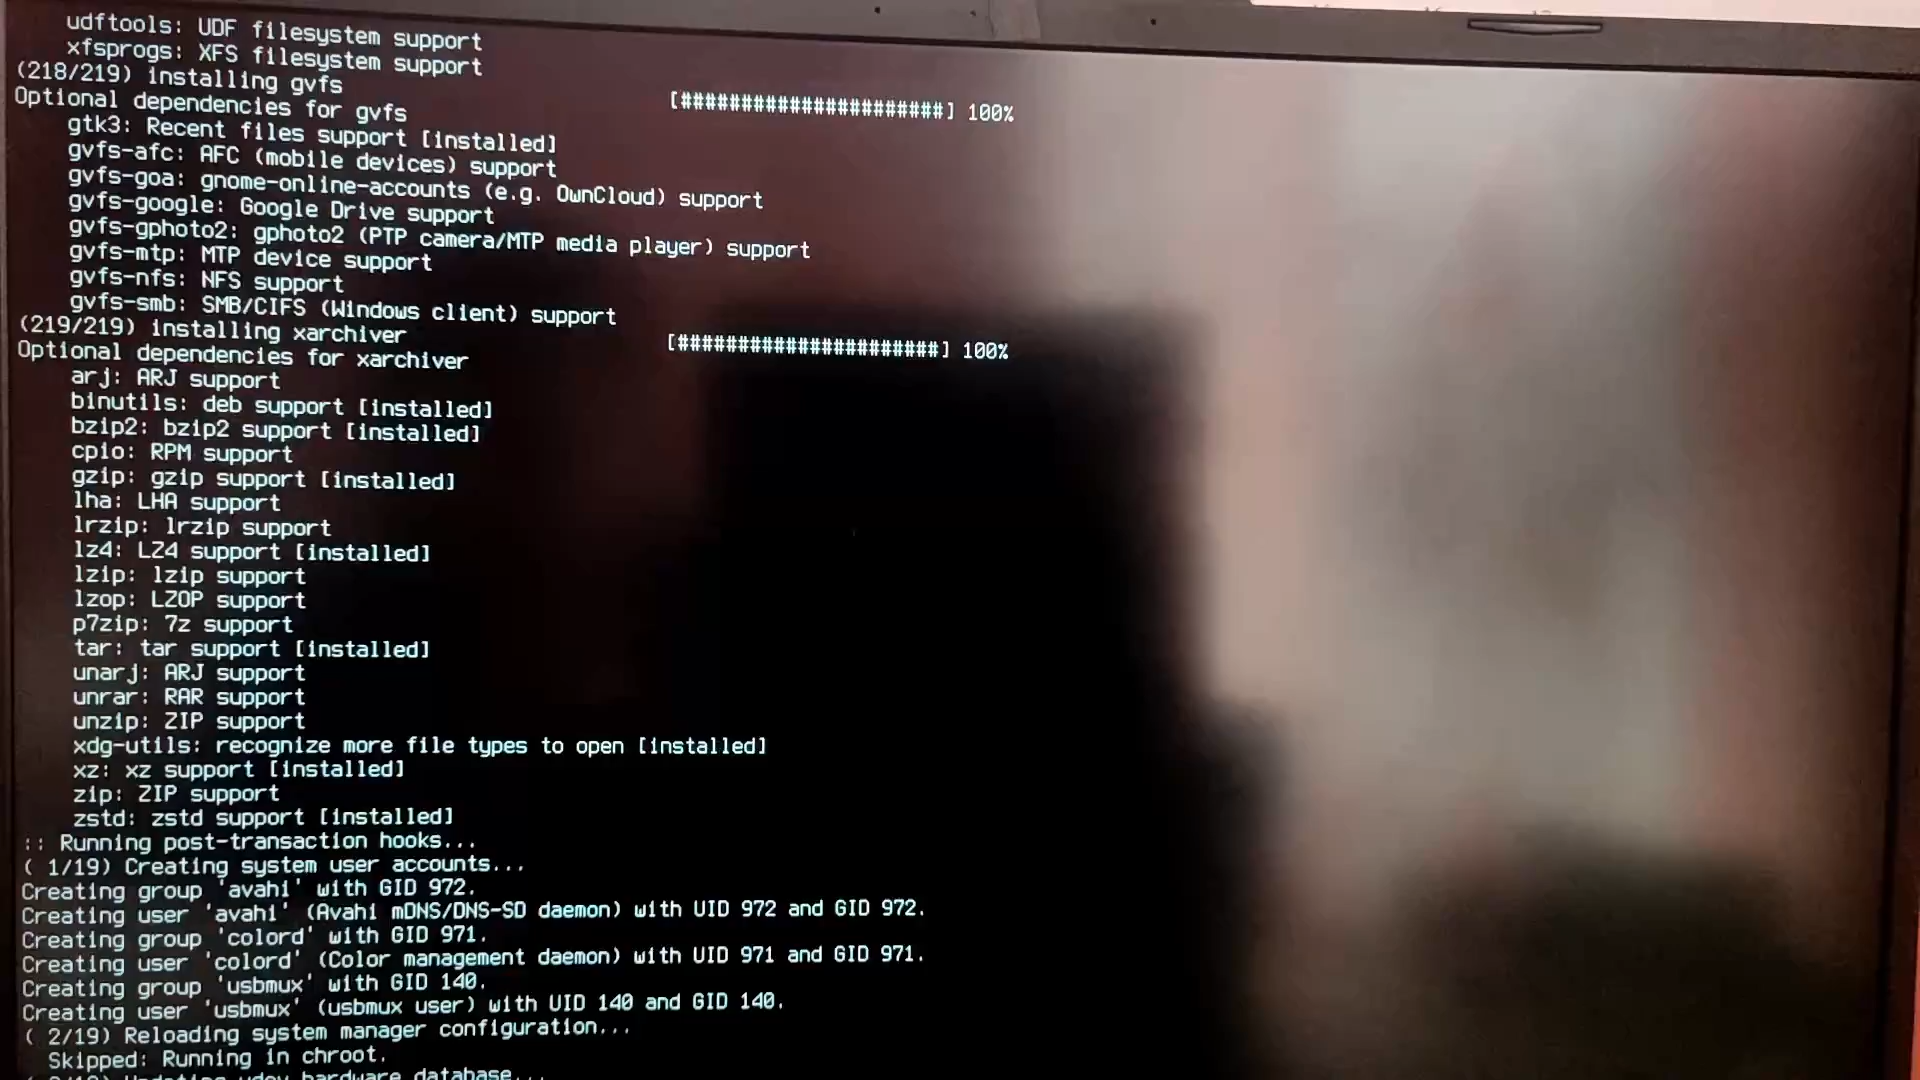 udftools: UDF filesystem support
xfsprogs: XFS filesystem support
(218/219) installing gvfs [######################] 100%
Optional dependencies for gvfs
gtk3: Recent files support [installed]
gvfs-afc: AFC (mobile devices) support
gvfs-goa: gnome-online-accounts (e.g. OwnCloud) support
gvfs-google: Google Drive support
gvfs-gphoto2: gphoto2 (PTP camera/MTP media player) support
gvfs-mtp: MTP device support
gvfs-nfs: NFS support
gvfs-smb: SMB/CIFS (Windows client) support
(219/219) installing xarchiver [######################] 100%
Optional dependencies for xarchiver
arj: ARJ support
binutils: deb support [installed]
bzip2: bzip2 support [installed]
cpio: RPM support
gzip: gzip support [installed]
lha: LHA support
lrzip: lrzip support
lz4: LZ4 support [installed]
lzip: lzip support
lzop: LZOP support
p7zip: 7z support
tar: tar support [installed]
unarj: ARJ support
unrar: RAR support
unzip: ZIP support
xdg-utils: recognize more file types to open [installed]
xz: xz support [installed]
zip: ZIP support
zstd: zstd support [installed]
:: Running post-transaction hooks...
( 1/19) Creating system user accounts...
Creating group 'avahi' with GID 972.
Creating user 'avahi' (Avahi mDNS/DNS-SD daemon) with UID 972 and GID 972.
Creating group 'colord' with GID 971.
Creating user 'colord' (Color management daemon) with UID 971 and GID 971.
Creating group 'usbmux' with GID 140.
Creating user 'usbmux' (usbmux user) with UID 140 and GID 140.
( 2/19) Reloading system manager configuration...
Skipped: Running in chroot.
( 3/19) Updating udev hardware database...